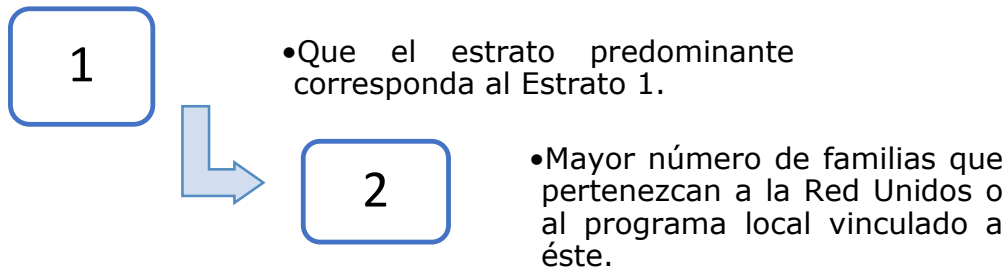 1
•Que el estrato predominante
corresponda al Estrato 1.
2
•Mayor número de familias que
pertenezcan a la Red Unidos o
al programa local vinculado a
éste.